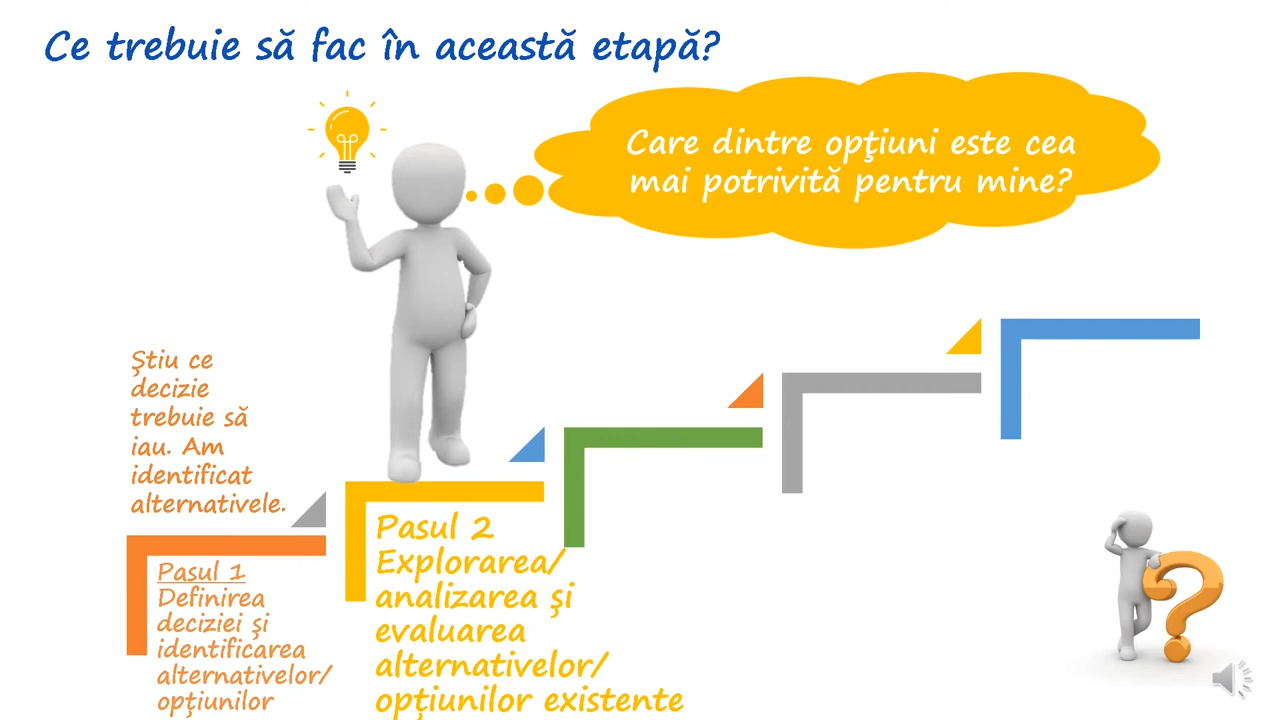 Ce trebuie să fac în această etapă?
Care dintre opţiuni este cea
mai potrivită pentru mine?
Ştiu ce
decizie
trebuie să
iau. Am
identificat
alternativele.
Pasul 1
Definirea
deciziei şi
identificarea
alternativelor/
opțiunilor
Pasul 2
Explorarea/
analizarea şi
evaluarea
alternativelor/
opţiunilor existente